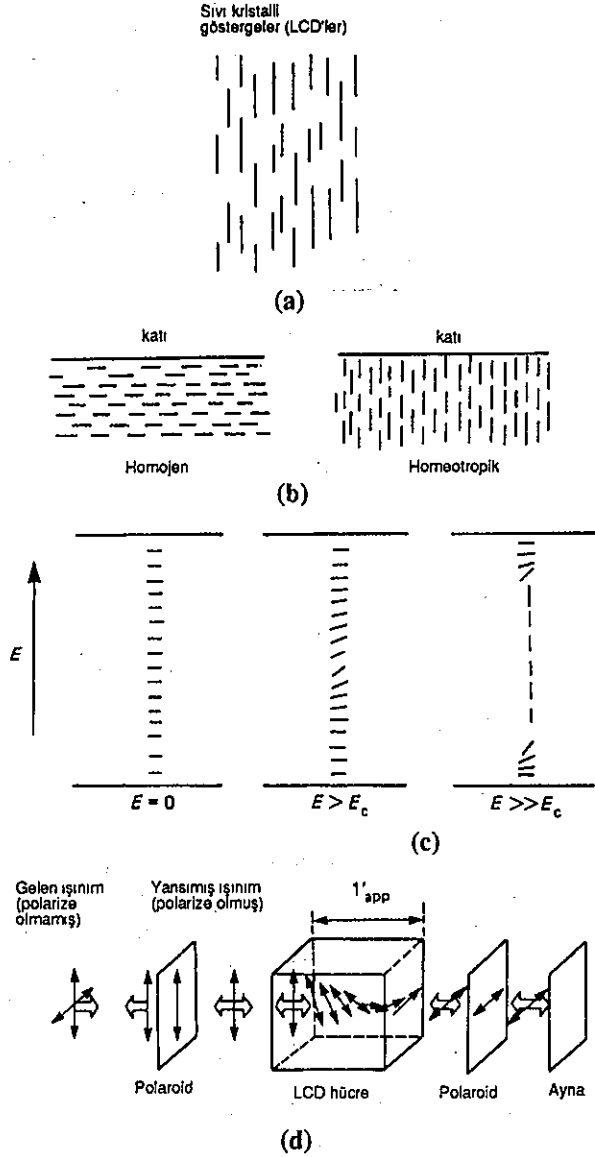 Sıvı kristalli
göstergeler (LCD'ler)
(a)
katı
katı
Homojen
Homeotropik
(b)
E
E = 0
E > E_c
E >> E_c
(c)
Gelen ışınım
(polarize
olmamış)
Yansımış ışınım
(polarize olmuş)
1'app
Polaroid
LCD hücre
Polaroid
Ayna
(d)